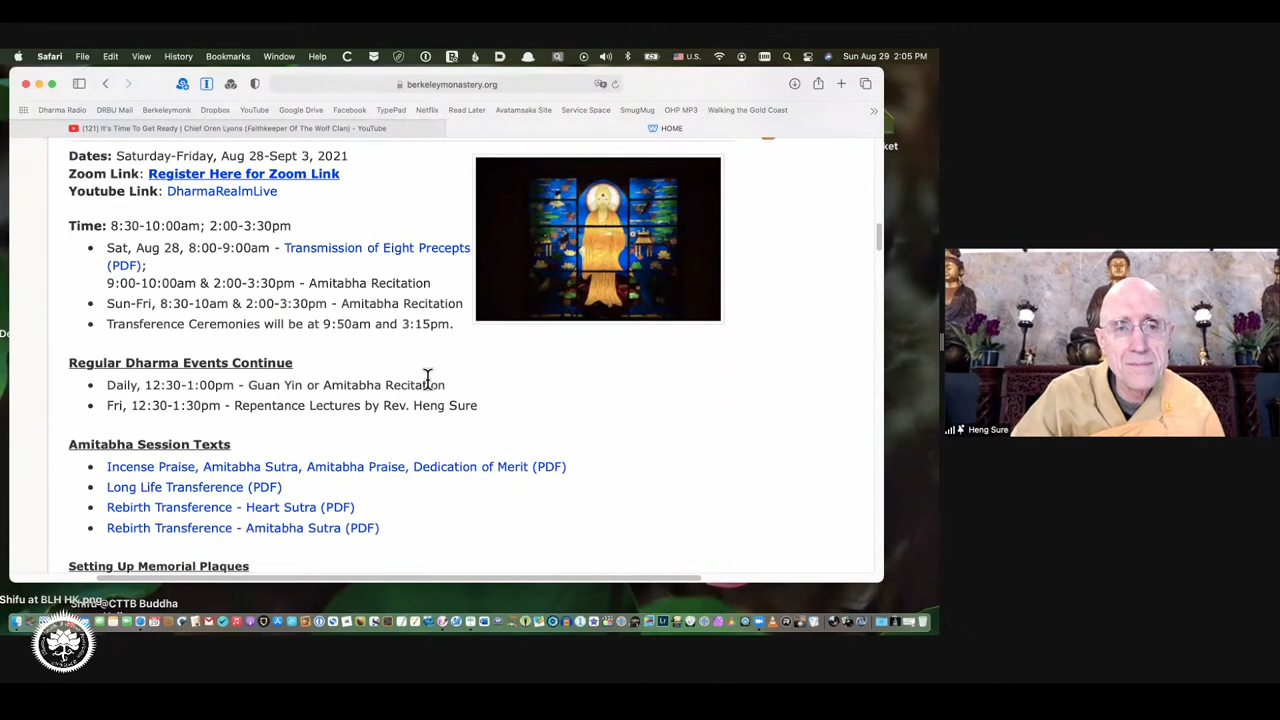 Safari File Edit View History Bookmarks Window Help U.S. Sun Aug 29 2:05 PM
berkeleymonastery.org
Dharma Radio DRBU Mail Berkeleymonk Dropbox YouTube Google Drive Facebook TypePad Netflix Read Later Avatamsaka Site Service Space SmugMug OHP MP3 Walking the Gold Coast »
(121) It's Time To Get Ready | Chief Oren Lyons (Faithkeeper Of The Wolf Clan) - YouTube HOME
ket
Dates: Saturday-Friday, Aug 28-Sept 3, 2021
Zoom Link: Register Here for Zoom Link
Youtube Link: DharmaRealmLive
Time: 8:30-10:00am; 2:00-3:30pm
• Sat, Aug 28, 8:00-9:00am - Transmission of Eight Precepts
(PDF);
9:00-10:00am & 2:00-3:30pm - Amitabha Recitation
• Sun-Fri, 8:30-10am & 2:00-3:30pm - Amitabha Recitation
• Transference Ceremonies will be at 9:50am and 3:15pm.
De
Regular Dharma Events Continue
• Daily, 12:30-1:00pm - Guan Yin or Amitabha Recitation
• Fri, 12:30-1:30pm - Repentance Lectures by Rev. Heng Sure
Amitabha Session Texts
• Incense Praise, Amitabha Sutra, Amitabha Praise, Dedication of Merit (PDF)
• Long Life Transference (PDF)
• Rebirth Transference - Heart Sutra (PDF)
• Rebirth Transference - Amitabha Sutra (PDF)
Setting Up Memorial Plaques
Shifu at BLH HK.png
Shifu @CTTB Buddha
Heng Sure